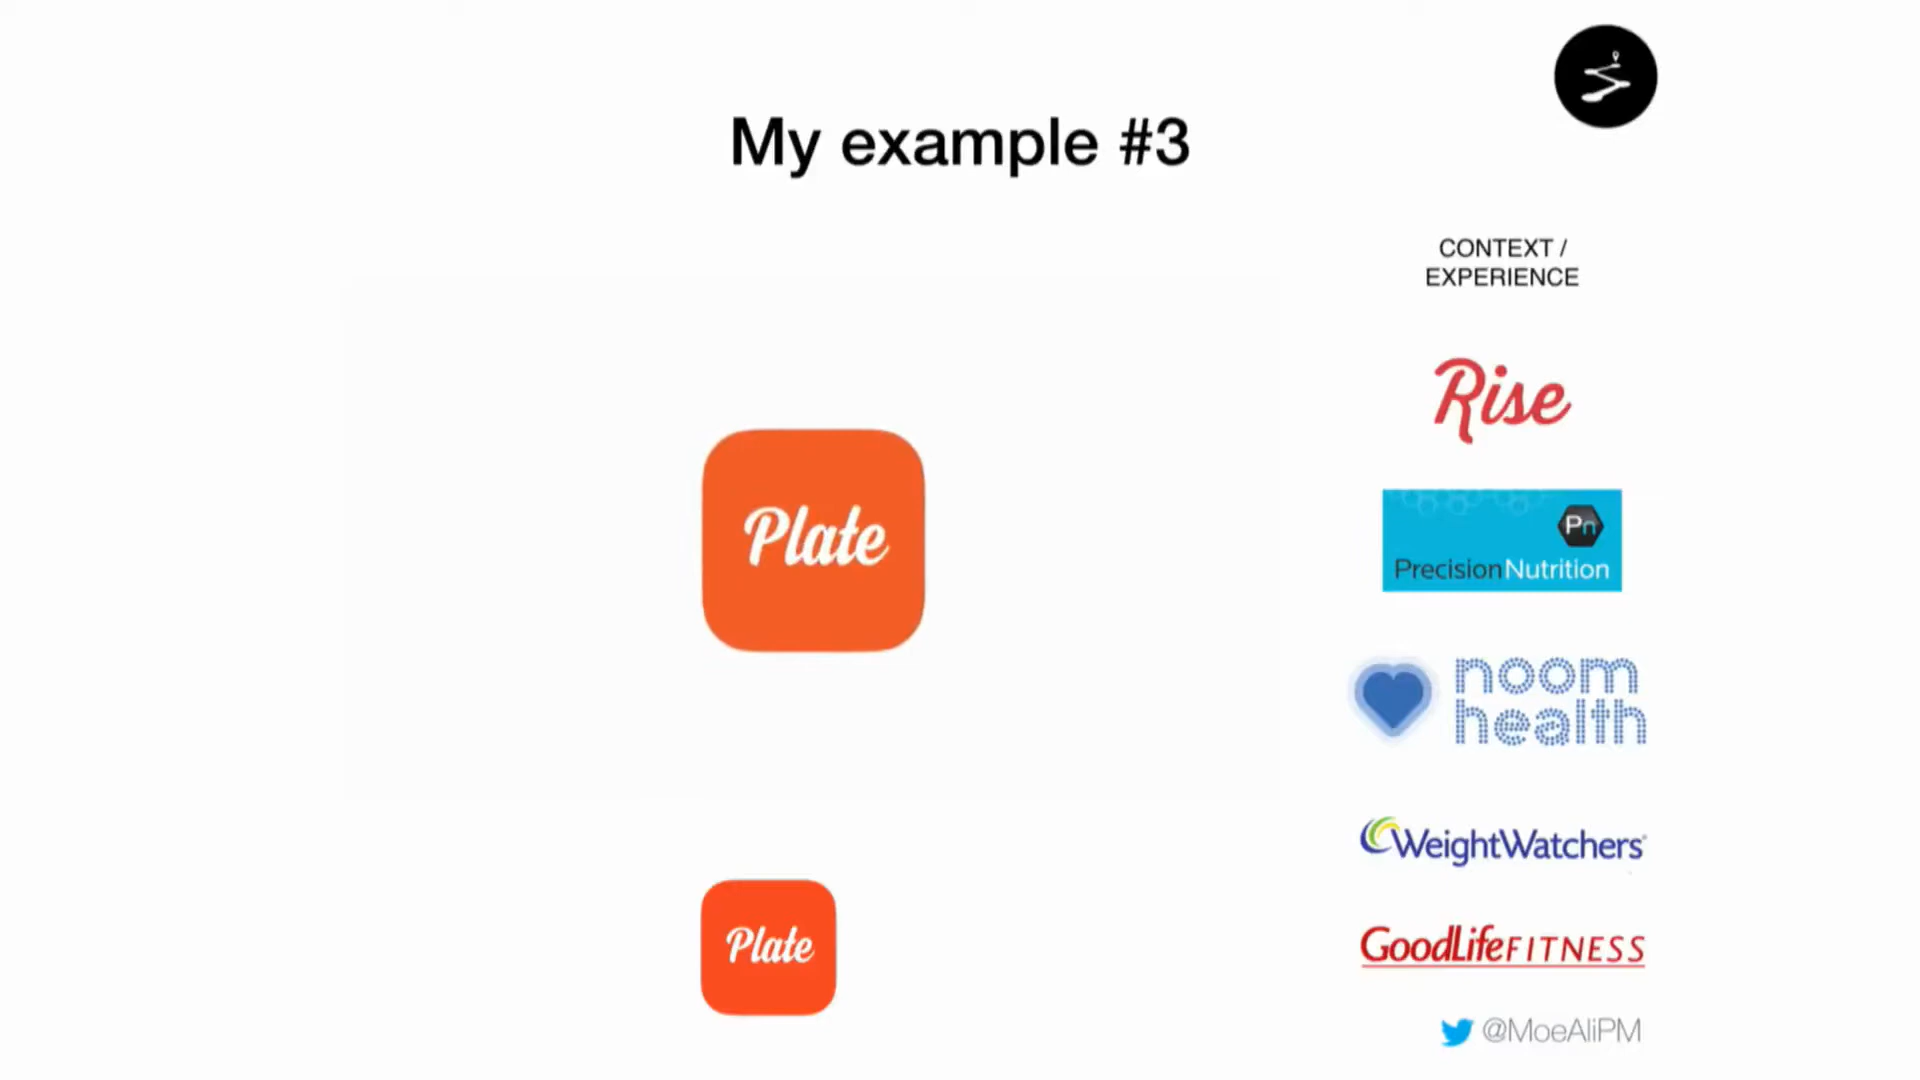 My example #3
CONTEXT /
EXPERIENCE
Rise
Plate
Pn
PrecisionNutrition
noom
health
WeightWatchers
GoodLifeFITNESS
Plate
@MoeAliPM